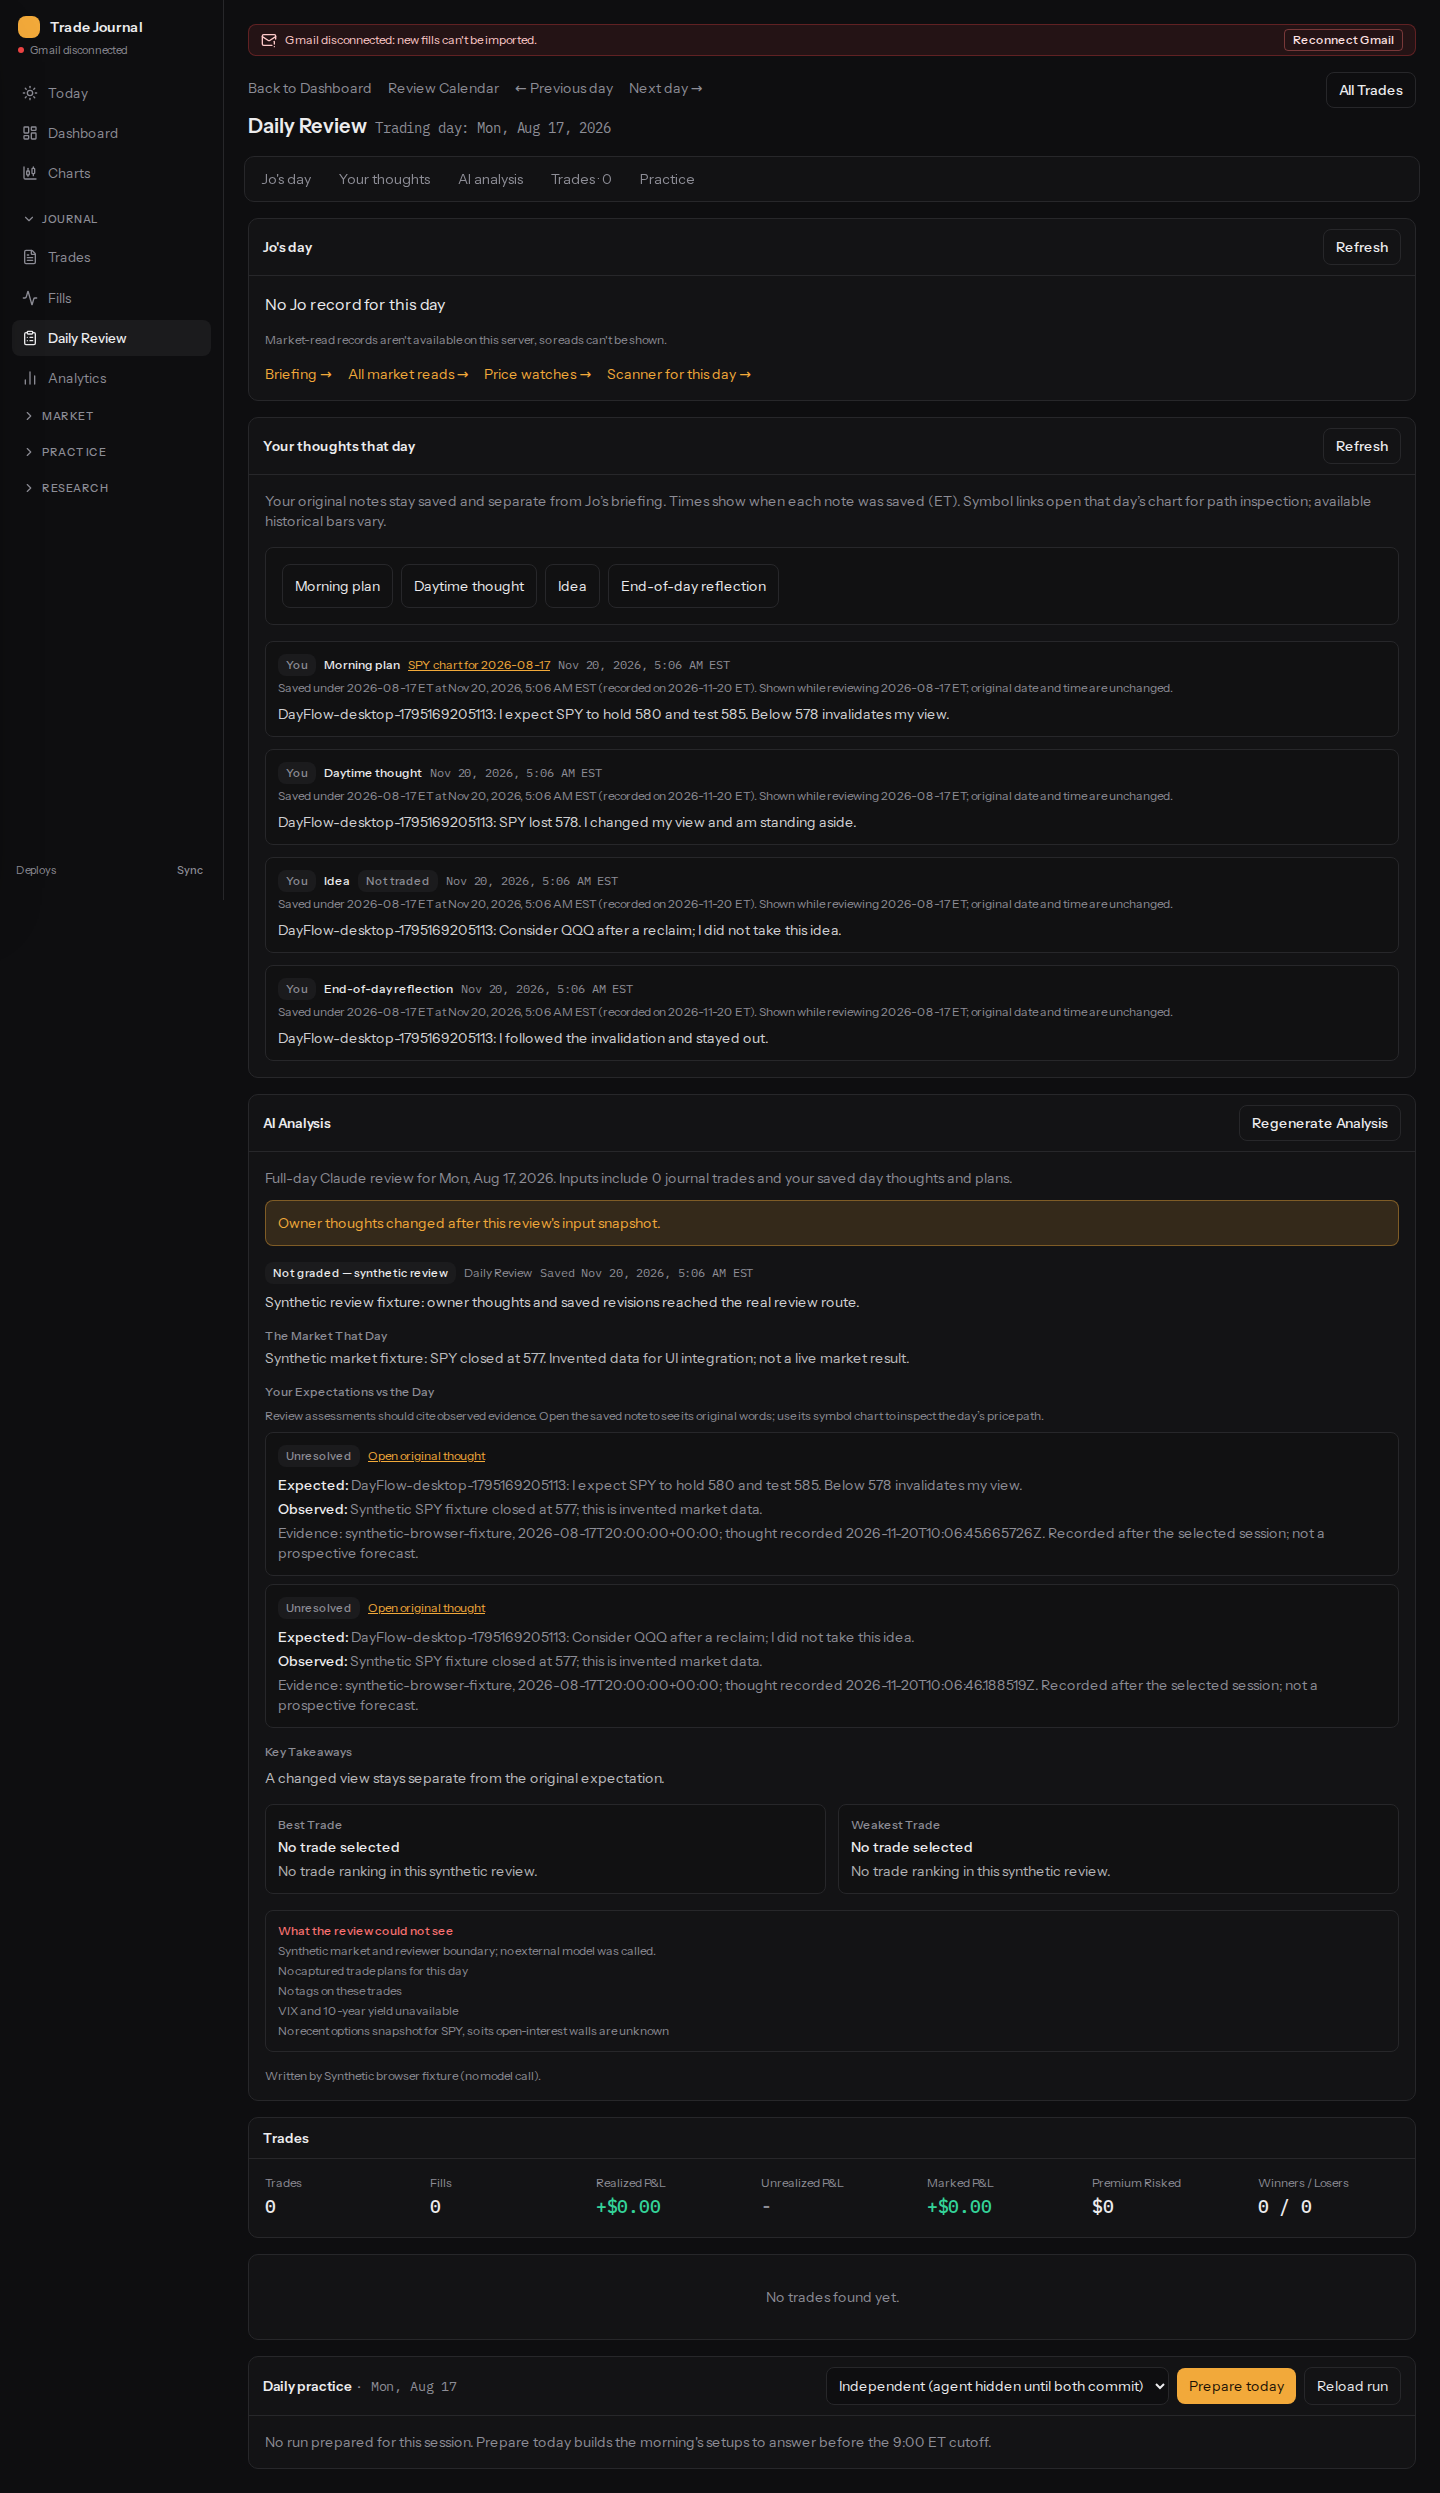 Trade Journal
Gmail disconnected
Today
Dashboard
Charts
JOURNAL
Trades
Fills
Daily Review
Analytics
MARKET
PRACTICE
RESEARCH
Deploys
Sync
Gmail disconnected: new fills can't be imported.
Reconnect Gmail
Back to Dashboard Review Calendar ← Previous day Next day →
All Trades
Daily Review Trading day: Mon, Aug 17, 2026
Jo's day Your thoughts AI analysis Trades · 0 Practice
Jo's day
Refresh
No Jo record for this day
Market-read records aren't available on this server, so reads can't be shown.
Briefing → All market reads → Price watches → Scanner for this day →
Your thoughts that day
Refresh
Your original notes stay saved and separate from Jo's briefing. Times show when each note was saved (ET). Symbol links open that day's chart for path inspection; available
historical bars vary.
Morning plan Daytime thought Idea End-of-day reflection
You Morning plan SPY chart for 2026-08-17 Nov 20, 2026, 5:06 AM EST
Saved under 2026-08-17 ET at Nov 20, 2026, 5:06 AM EST (recorded on 2026-11-20 ET). Shown while reviewing 2026-08-17 ET; original date and time are unchanged.
DayFlow-desktop-1795169205113: I expect SPY to hold 580 and test 585. Below 578 invalidates my view.
You Daytime thought Nov 20, 2026, 5:06 AM EST
Saved under 2026-08-17 ET at Nov 20, 2026, 5:06 AM EST (recorded on 2026-11-20 ET). Shown while reviewing 2026-08-17 ET; original date and time are unchanged.
DayFlow-desktop-1795169205113: SPY lost 578. I changed my view and am standing aside.
You Idea Not traded Nov 20, 2026, 5:06 AM EST
Saved under 2026-08-17 ET at Nov 20, 2026, 5:06 AM EST (recorded on 2026-11-20 ET). Shown while reviewing 2026-08-17 ET; original date and time are unchanged.
DayFlow-desktop-1795169205113: Consider QQQ after a reclaim; I did not take this idea.
You End-of-day reflection Nov 20, 2026, 5:06 AM EST
Saved under 2026-08-17 ET at Nov 20, 2026, 5:06 AM EST (recorded on 2026-11-20 ET). Shown while reviewing 2026-08-17 ET; original date and time are unchanged.
DayFlow-desktop-1795169205113: I followed the invalidation and stayed out.
AI Analysis
Regenerate Analysis
Full-day Claude review for Mon, Aug 17, 2026. Inputs include 0 journal trades and your saved day thoughts and plans.
Owner thoughts changed after this review's input snapshot.
Not graded — synthetic review Daily Review Saved Nov 20, 2026, 5:06 AM EST
Synthetic review fixture: owner thoughts and saved revisions reached the real review route.
The Market That Day
Synthetic market fixture: SPY closed at 577. Invented data for UI integration; not a live market result.
Your Expectations vs the Day
Review assessments should cite observed evidence. Open the saved note to see its original words; use its symbol chart to inspect the day's price path.
Unresolved Open original thought
Expected: DayFlow-desktop-1795169205113: I expect SPY to hold 580 and test 585. Below 578 invalidates my view.
Observed: Synthetic SPY fixture closed at 577; this is invented market data.
Evidence: synthetic-browser-fixture, 2026-08-17T20:00:00+00:00; thought recorded 2026-11-20T10:06:45.665726Z. Recorded after the selected session; not a
prospective forecast.
Unresolved Open original thought
Expected: DayFlow-desktop-1795169205113: Consider QQQ after a reclaim; I did not take this idea.
Observed: Synthetic SPY fixture closed at 577; this is invented market data.
Evidence: synthetic-browser-fixture, 2026-08-17T20:00:00+00:00; thought recorded 2026-11-20T10:06:46.188519Z. Recorded after the selected session; not a
prospective forecast.
Key Takeaways
A changed view stays separate from the original expectation.
Best Trade
No trade selected
No trade ranking in this synthetic review.
Weakest Trade
No trade selected
No trade ranking in this synthetic review.
What the review could not see
Synthetic market and reviewer boundary; no external model was called.
No captured trade plans for this day
No tags on these trades
VIX and 10-year yield unavailable
No recent options snapshot for SPY, so its open-interest walls are unknown
Written by Synthetic browser fixture (no model call).
Trades
Trades Fills Realized P&L Unrealized P&L Marked P&L Premium Risked Winners / Losers
0 0 +$0.00 - +$0.00 $0 0 / 0
No trades found yet.
Daily practice · Mon, Aug 17
Independent (agent hidden until both commit)
Prepare today
Reload run
No run prepared for this session. Prepare today builds the morning's setups to answer before the 9:00 ET cutoff.